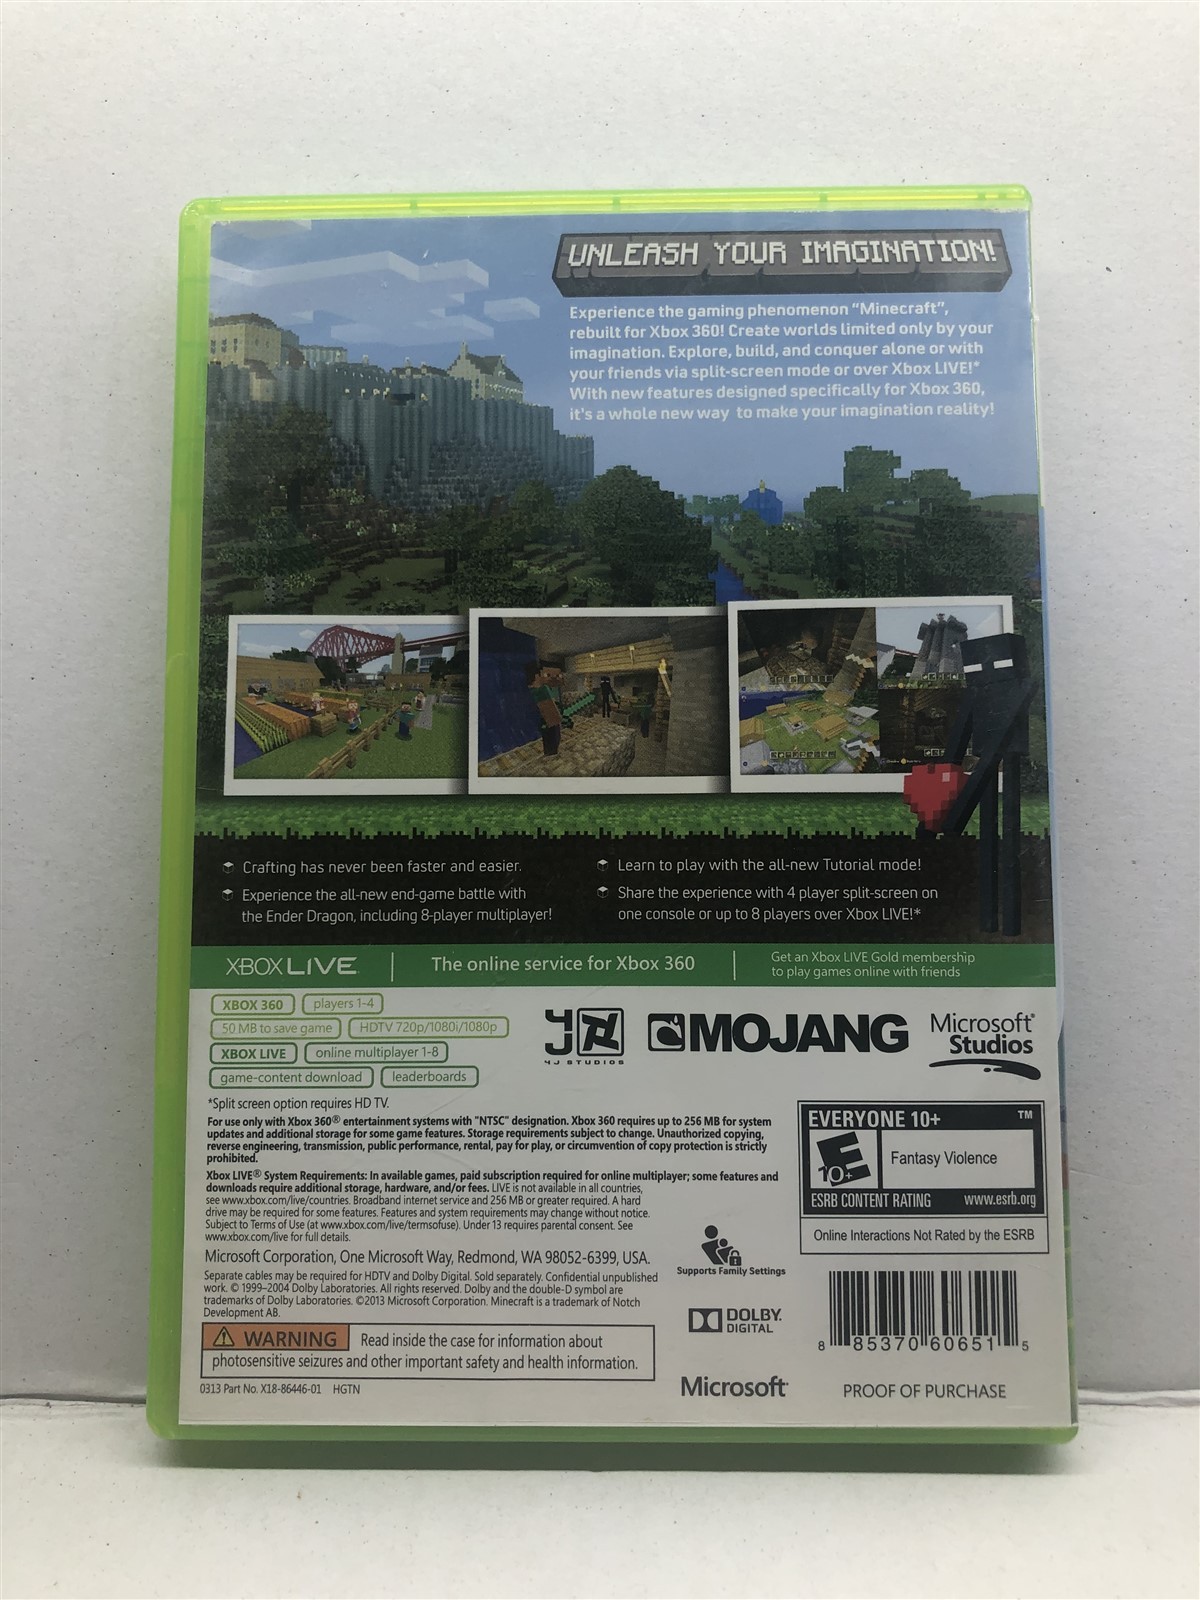 UNLEASH YOUR IMAGINATION!
Experience the gaming phenomenon "Minecraft",
rebuilt for Xbox 360! Create worlds limited only by your
imagination. Explore, build, and conquer alone or with
your friends via split-screen mode or over Xbox LIVE!*
With new features designed specifically for Xbox 360,
it's a whole new way to make your imagination reality!
Crafting has never been faster and easier.
Experience the all-new end-game battle with
the Ender Dragon, including 8-player multiplayer!
Learn to play with the all-new Tutorial mode!
Share the experience with 4 player split-screen on
one console or up to 8 players over Xbox LIVE!*
XBOX LIVE
The online service for Xbox 360
Get an Xbox LIVE Gold membership
to play games online with friends
XBOX 360 players 1-4
50 MB to save game HDTV 720p/1080i/1080p
XBOX LIVE online multiplayer 1-8
game-content download leaderboards
4J
4J STUDIOS
MOJANG
Microsoft®
Studios
*Split screen option requires HD TV.
For use only with Xbox 360® entertainment systems with "NTSC" designation. Xbox 360 requires up to 256 MB for system
updates and additional storage for some game features. Storage requirements subject to change. Unauthorized copying,
reverse engineering, transmission, public performance, rental, pay for play, or circumvention of copy protection is strictly
prohibited.
Xbox LIVE® System Requirements: In available games, paid subscription required for online multiplayer; some features and
downloads require additional storage, hardware, and/or fees. LIVE is not available in all countries,
see www.xbox.com/live/countries. Broadband internet service and 256 MB or greater required. A hard
drive may be required for some features. Features and system requirements may change without notice.
Subject to Terms of Use (at www.xbox.com/live/termsofuse). Under 13 requires parental consent. See
www.xbox.com/live for full details.
Microsoft Corporation, One Microsoft Way, Redmond, WA 98052-6399, USA.
Separate cables may be required for HDTV and Dolby Digital. Sold separately. Confidential unpublished
work. © 1999–2004 Dolby Laboratories. All rights reserved. Dolby and the double-D symbol are
trademarks of Dolby Laboratories. ©2013 Microsoft Corporation. Minecraft is a trademark of Notch
Development AB.
WARNING Read inside the case for information about
photosensitive seizures and other important safety and health information.
0313 Part No. X18-86446-01 HGTN
Supports Family Settings
DOLBY.
DIGITAL
Microsoft®
EVERYONE 10+ TM
E
10+
Fantasy Violence
ESRB CONTENT RATING www.esrb.org
Online Interactions Not Rated by the ESRB
8 85370 60651 5
PROOF OF PURCHASE